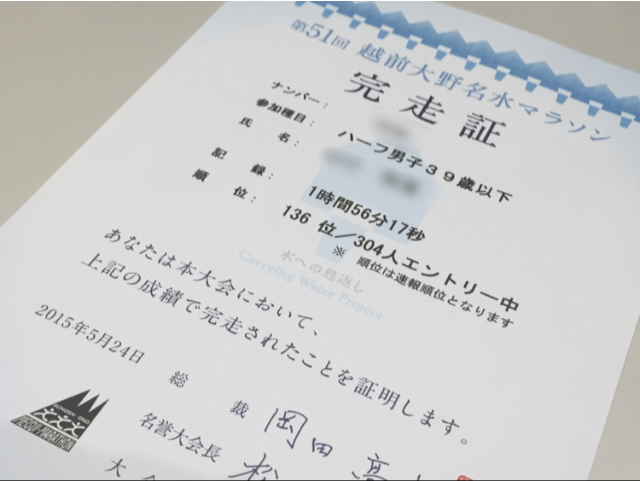 第51回 越前大野名水マラソン
完走証
ナンバー：
参加種目： ハーフ男子３９歳以下
氏 名：
記 録： 1時間56分17秒
順 位： 136 位／304人エントリー中
※ 順位は速報順位となります
水への恩返し
Carrying Water Project
あなたは本大会において、
上記の成績で完走されたことを証明します。
2015年5月24日
総 裁 岡田
名誉大会長 松
大 会